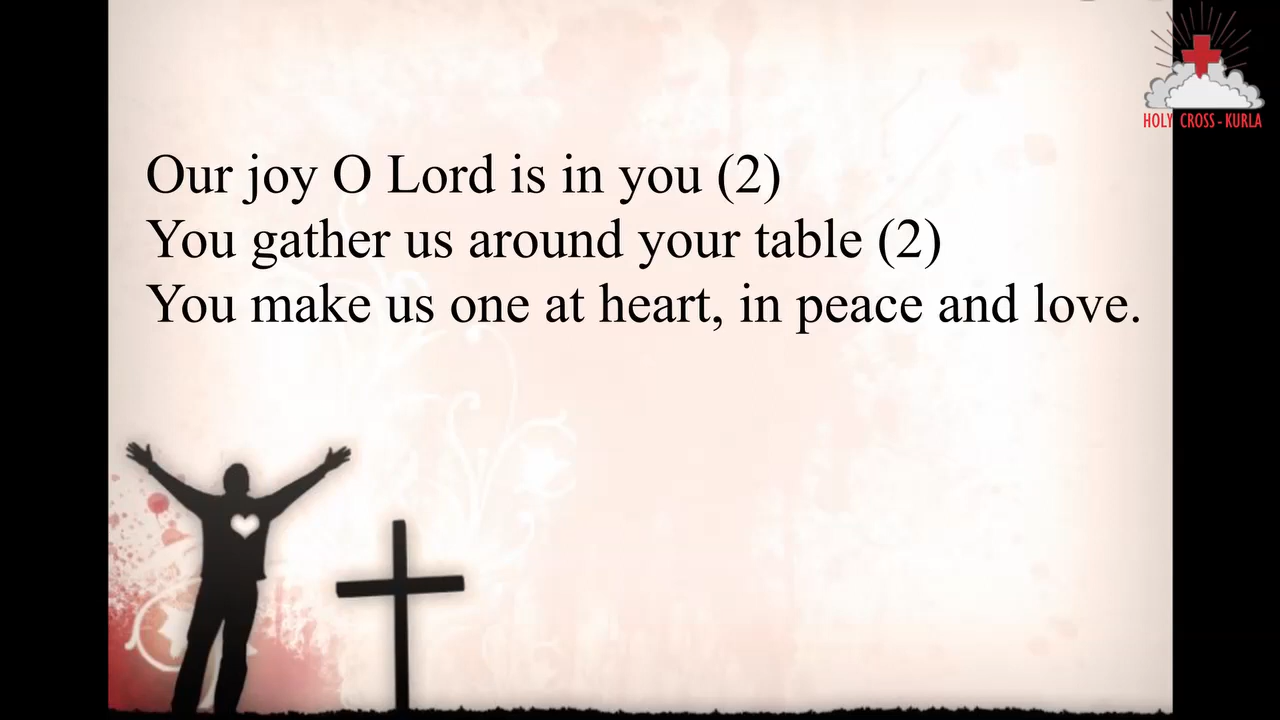 HOLY CROSS - KURLA
Our joy O Lord is in you (2)
You gather us around your table (2)
You make us one at heart, in peace and love.